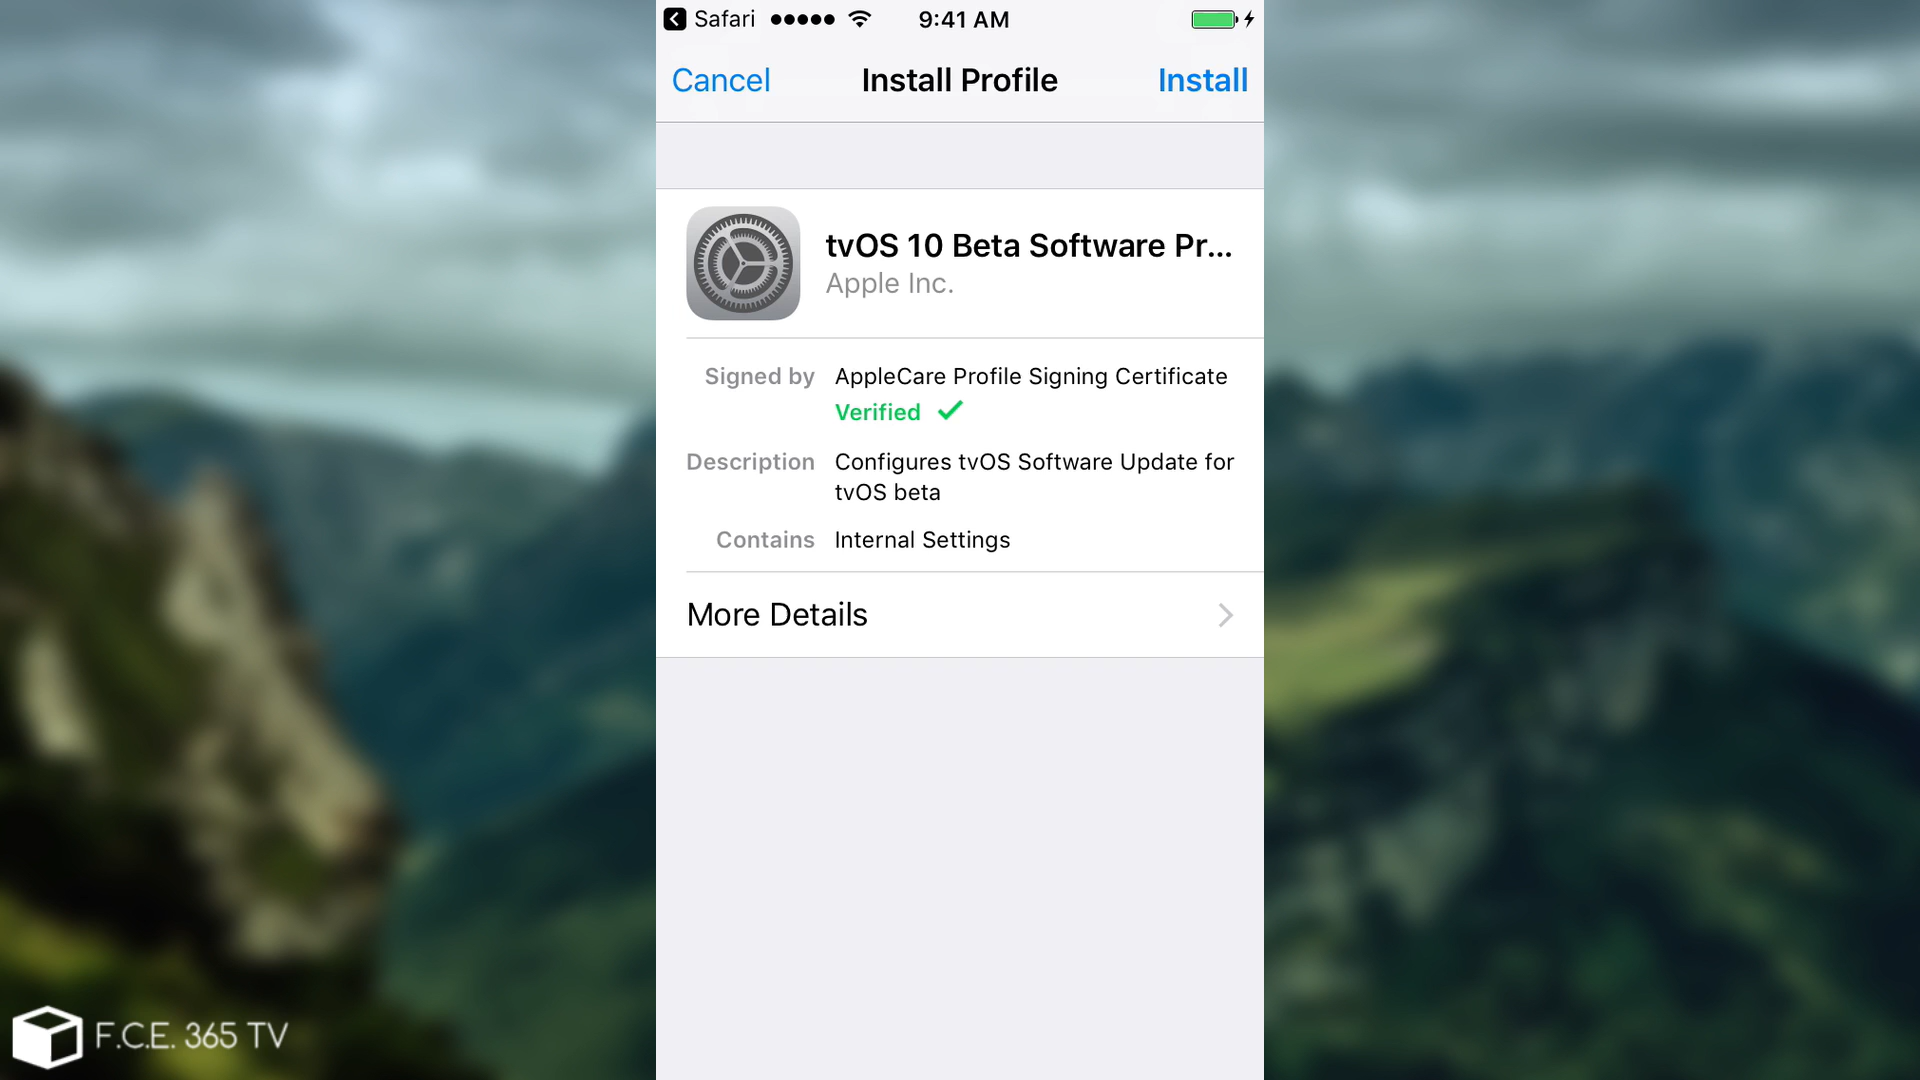 Safari 9:41 AM
Cancel Install Profile Install
tvOS 10 Beta Software Pr...
Apple Inc.
Signed by AppleCare Profile Signing Certificate
Verified
Description Configures tvOS Software Update for
tvOS beta
Contains Internal Settings
More Details
F.C.E. 365 TV